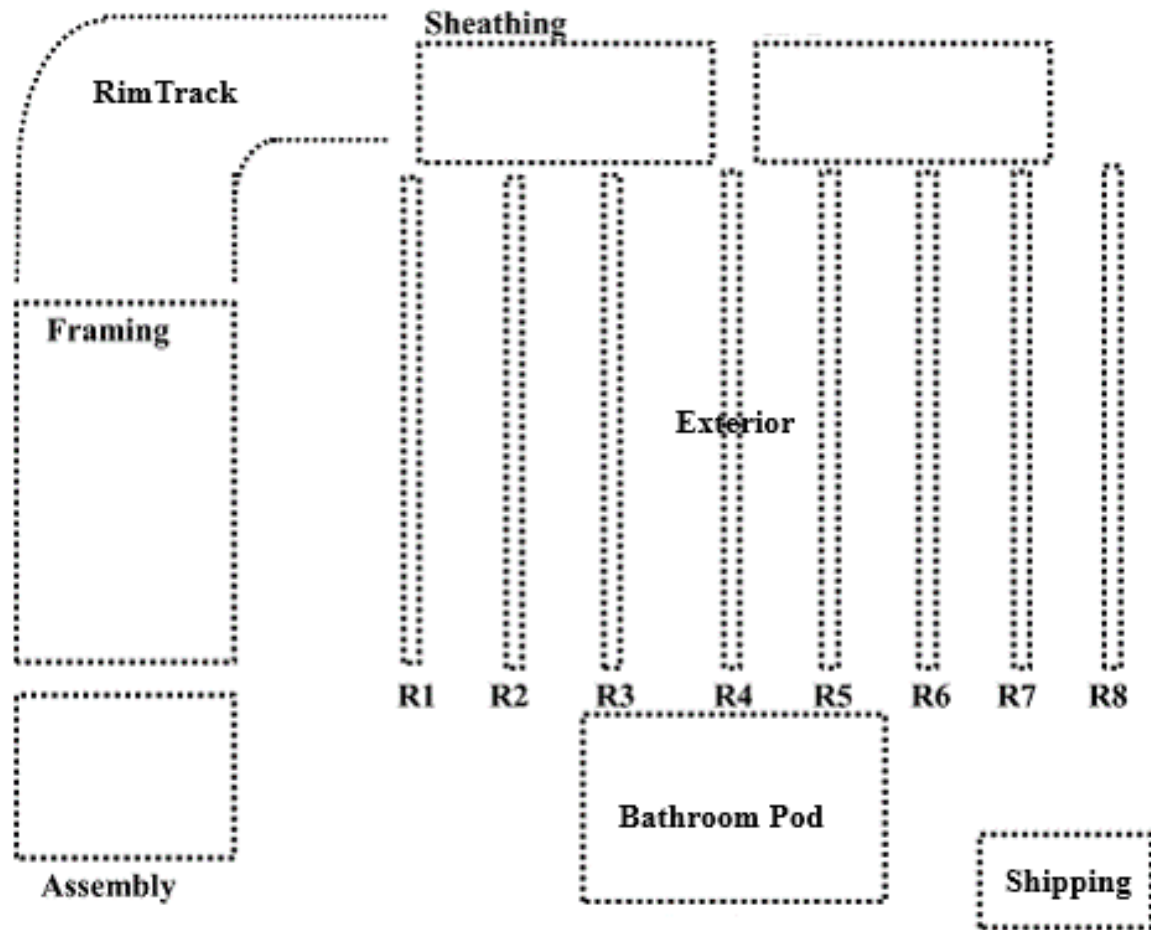 Sheathing
RimTrack
Framing
Exterior
R1 R2 R3 R4 R5 R6 R7 R8
Bathroom Pod
Assembly
Shipping